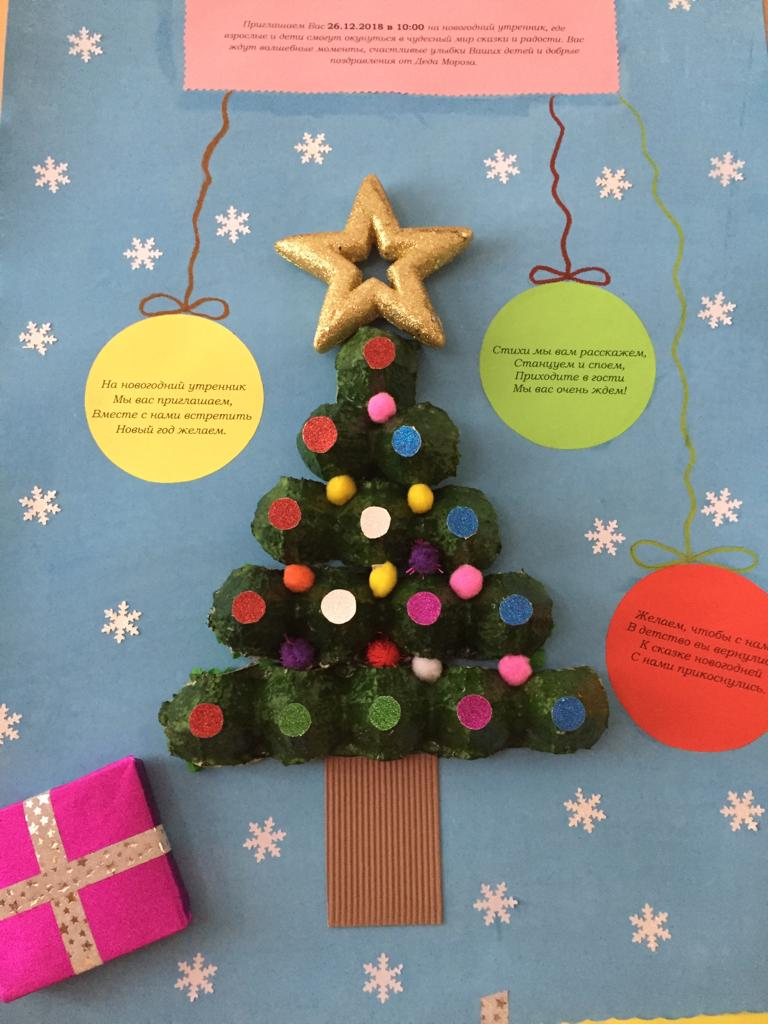 Приглашаем Вас 26.12.2018 в 10:00 на новогодний утренник, где
взрослые и дети смогут окунуться в чудесный мир сказки и радости. Вас
ждут волшебные моменты, счастливые улыбки Ваших детей и добрые
поздравления от Деда Мороза.
На новогодний утренник
Мы вас приглашаем,
Вместе с нами встретить
Новый год желаем.
Стихи мы вам расскажем,
Станцуем и споем,
Приходите в гости
Мы вас очень ждем!
Желаем, чтобы с нами
В детство вы вернулись
К сказке новогодней
С нами прикоснулись.